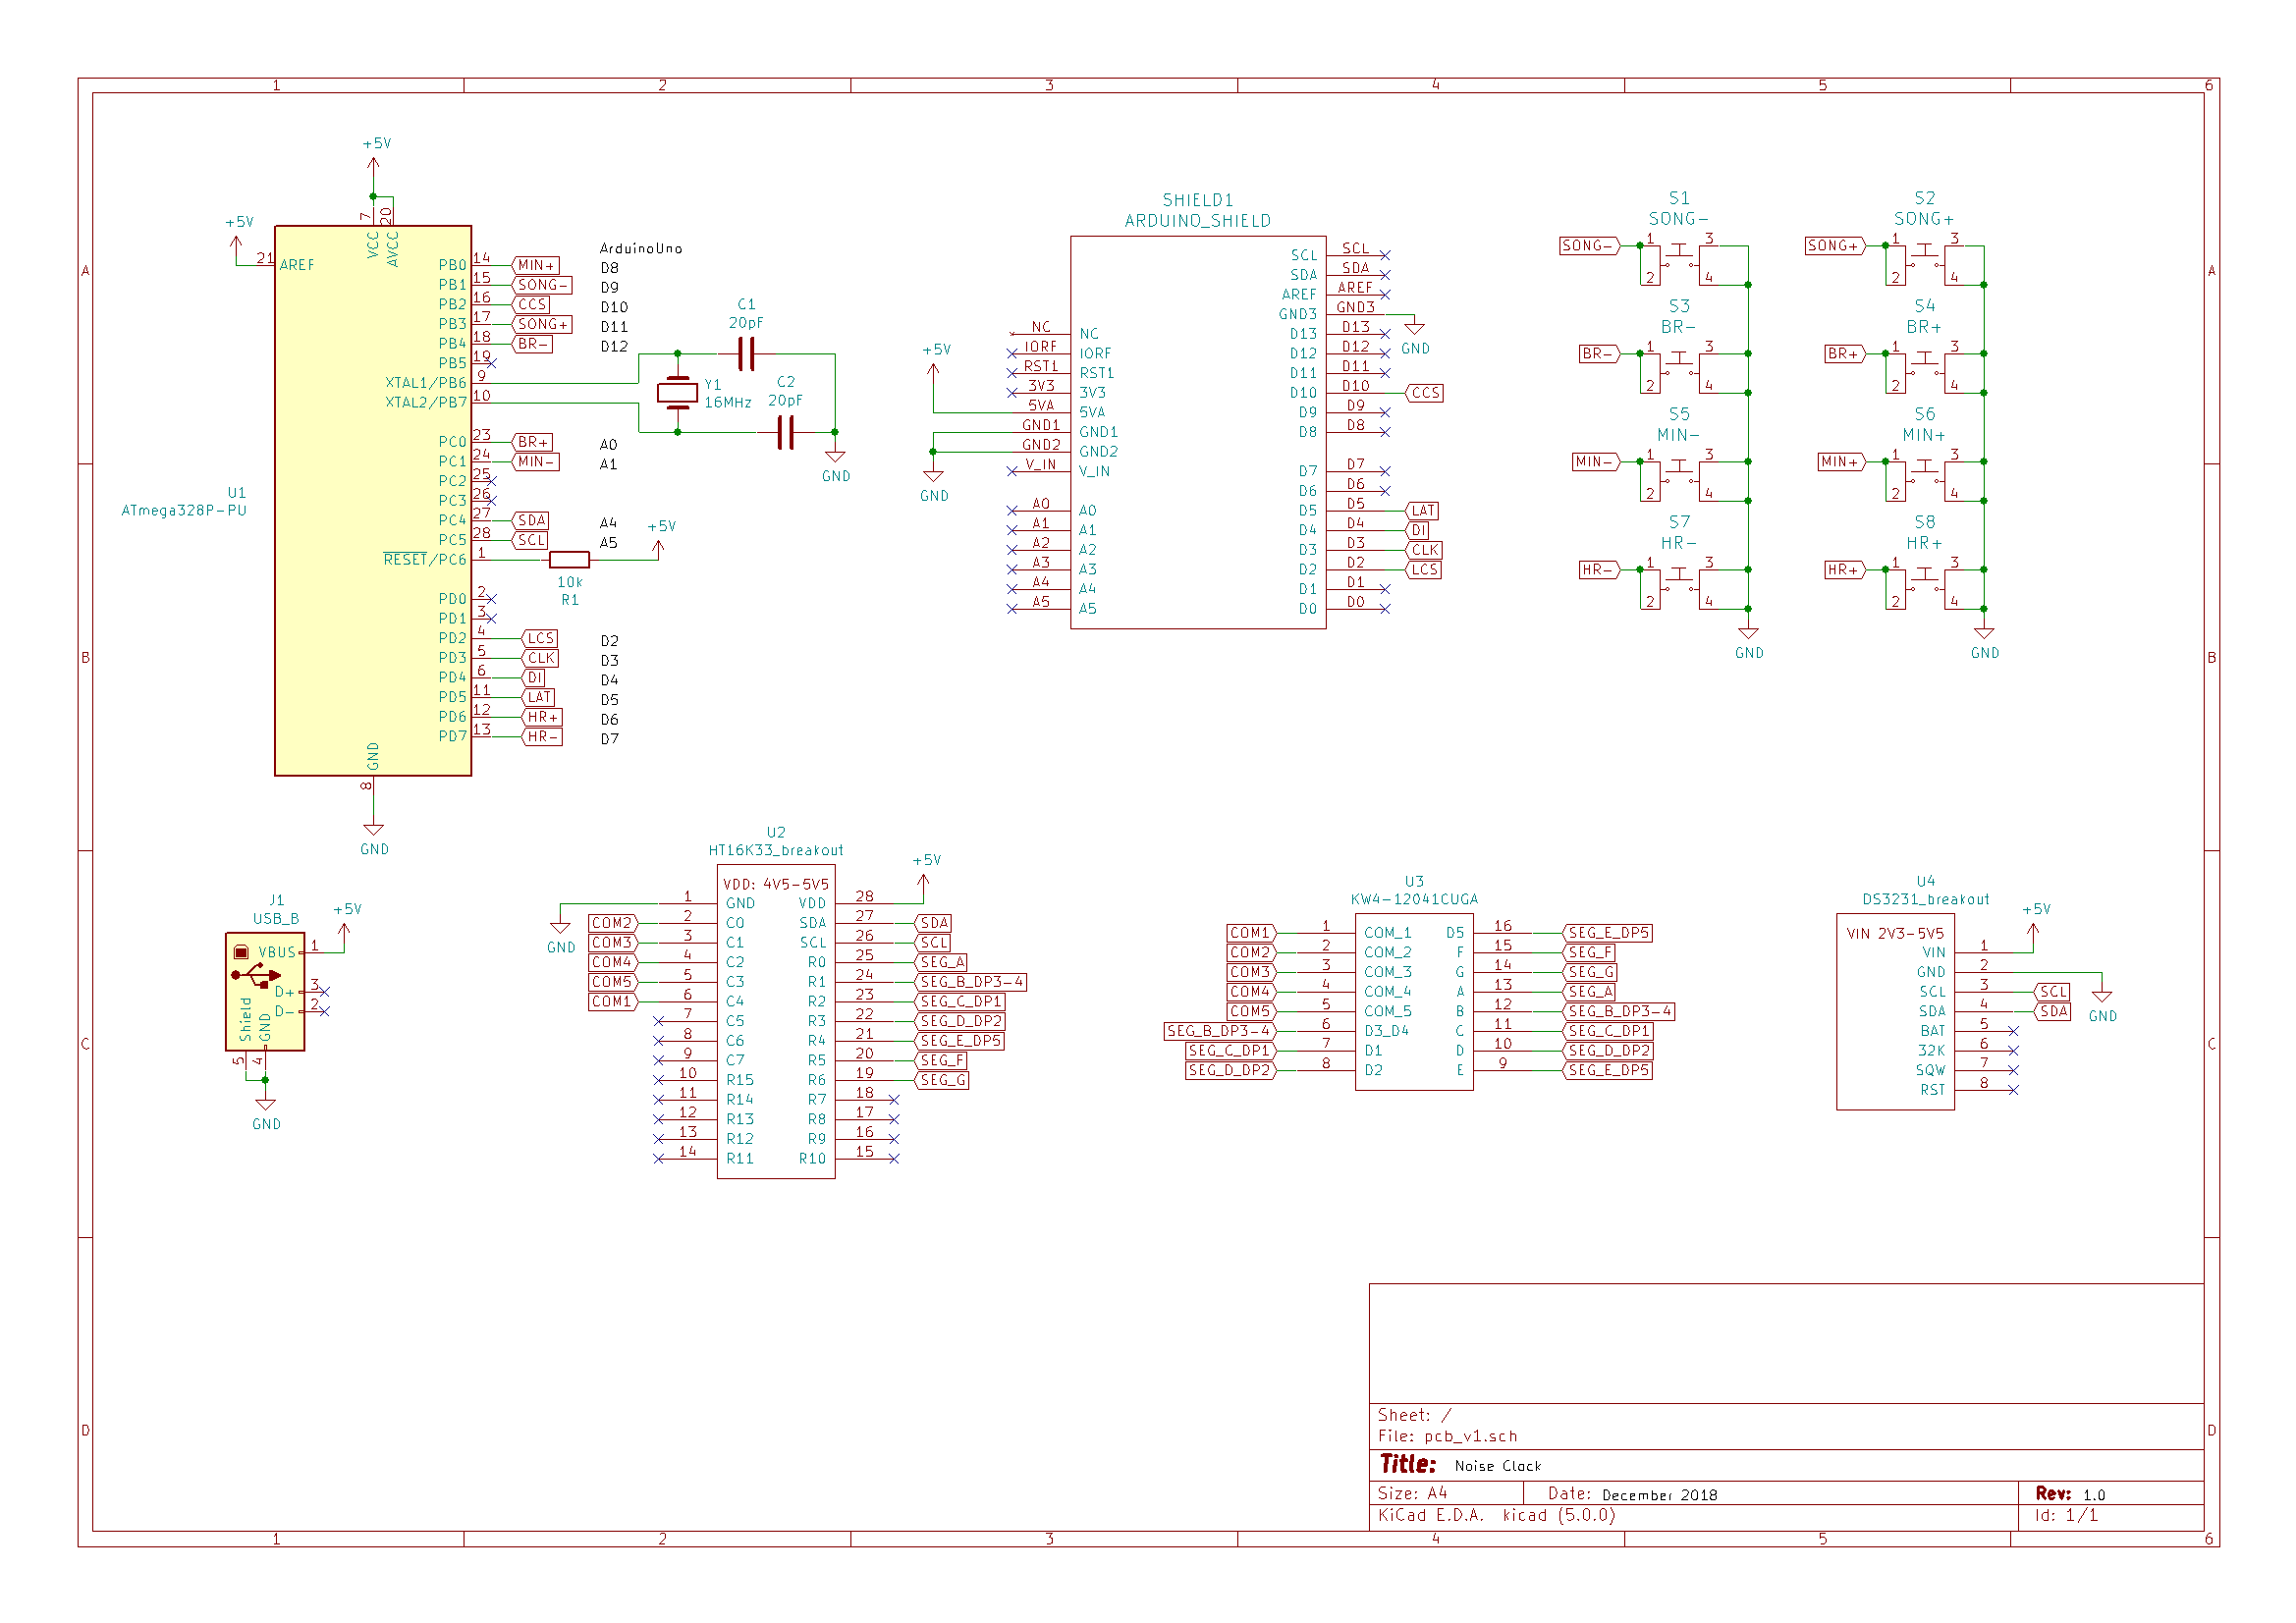 1 2 3 4 5 6
A
B
C
D
+5V
+5V
7 20
VCC AVCC
21 AREF
U1
ATmega328P-PU
ArduinoUno
PB0 14 MIN+ D8
PB1 15 SONG- D9
PB2 16 CCS D10
PB3 17 SONG+ D11
PB4 18 BR- D12
PB5 19
XTAL1/PB6 9
XTAL2/PB7 10
PC0 23 BR+ A0
PC1 24 MIN- A1
PC2 25
PC3 26
PC4 27 SDA A4
PC5 28 SCL A5
RESET/PC6 1
10k
R1
+5V
PD0 2
PD1 3
PD2 4 LCS D2
PD3 5 CLK D3
PD4 6 DI D4
PD5 11 LAT D5
PD6 12 HR+ D6
PD7 13 HR- D7
GND
8
GND
C1
20pF
Y1
16MHz
C2
20pF
GND
SHIELD1
ARDUINO_SHIELD
+5V
GND
NC NC
IORF IORF
RST1 RST1
3V3 3V3
5VA 5VA
GND1 GND1
GND2 GND2
V_IN V_IN
A0 A0
A1 A1
A2 A2
A3 A3
A4 A4
A5 A5
SCL SCL
SDA SDA
AREF AREF
GND3 GND3
GND
D13 D13
D12 D12
D11 D11
D10 D10 CCS
D9 D9
D8 D8
D7 D7
D6 D6
D5 D5 LAT
D4 D4 DI
D3 D3 CLK
D2 D2 LCS
D1 D1
D0 D0
S1
SONG-
SONG- 1 3
2 4
S2
SONG+
SONG+ 1 3
2 4
S3
BR-
BR- 1 3
2 4
S4
BR+
BR+ 1 3
2 4
S5
MIN-
MIN- 1 3
2 4
S6
MIN+
MIN+ 1 3
2 4
S7
HR-
HR- 1 3
2 4
S8
HR+
HR+ 1 3
2 4
GND
GND
J1
USB_B
+5V
VBUS 1
D+ 3
D- 2
Shield GND
5 4
GND
U2
HT16K33_breakout
VDD: 4V5-5V5
+5V
GND
1 GND VDD 28
COM2 2 C0 SDA 27 SDA
COM3 3 C1 SCL 26 SCL
COM4 4 C2 R0 25 SEG_A
COM5 5 C3 R1 24 SEG_B_DP3-4
COM1 6 C4 R2 23 SEG_C_DP1
7 C5 R3 22 SEG_D_DP2
8 C6 R4 21 SEG_E_DP5
9 C7 R5 20 SEG_F
10 R15 R6 19 SEG_G
11 R14 R7 18
12 R13 R8 17
13 R12 R9 16
14 R11 R10 15
U3
KW4-12041CUGA
COM1 1 COM_1 D5 16 SEG_E_DP5
COM2 2 COM_2 F 15 SEG_F
COM3 3 COM_3 G 14 SEG_G
COM4 4 COM_4 A 13 SEG_A
COM5 5 COM_5 B 12 SEG_B_DP3-4
SEG_B_DP3-4 6 D3_D4 C 11 SEG_C_DP1
SEG_C_DP1 7 D1 D 10 SEG_D_DP2
SEG_D_DP2 8 D2 E 9 SEG_E_DP5
U4
DS3231_breakout
VIN 2V3-5V5
+5V
VIN 1
GND 2
SCL 3 SCL
SDA 4 SDA
BAT 5
32K 6
SQW 7
RST 8
GND
Sheet: /
File: pcb_v1.sch
Title: Noise Clack
Size: A4 Date: December 2018 Rev: 1.0
KiCad E.D.A. kicad (5.0.0) Id: 1/1
A
B
C
D
1 2 3 4 5 6